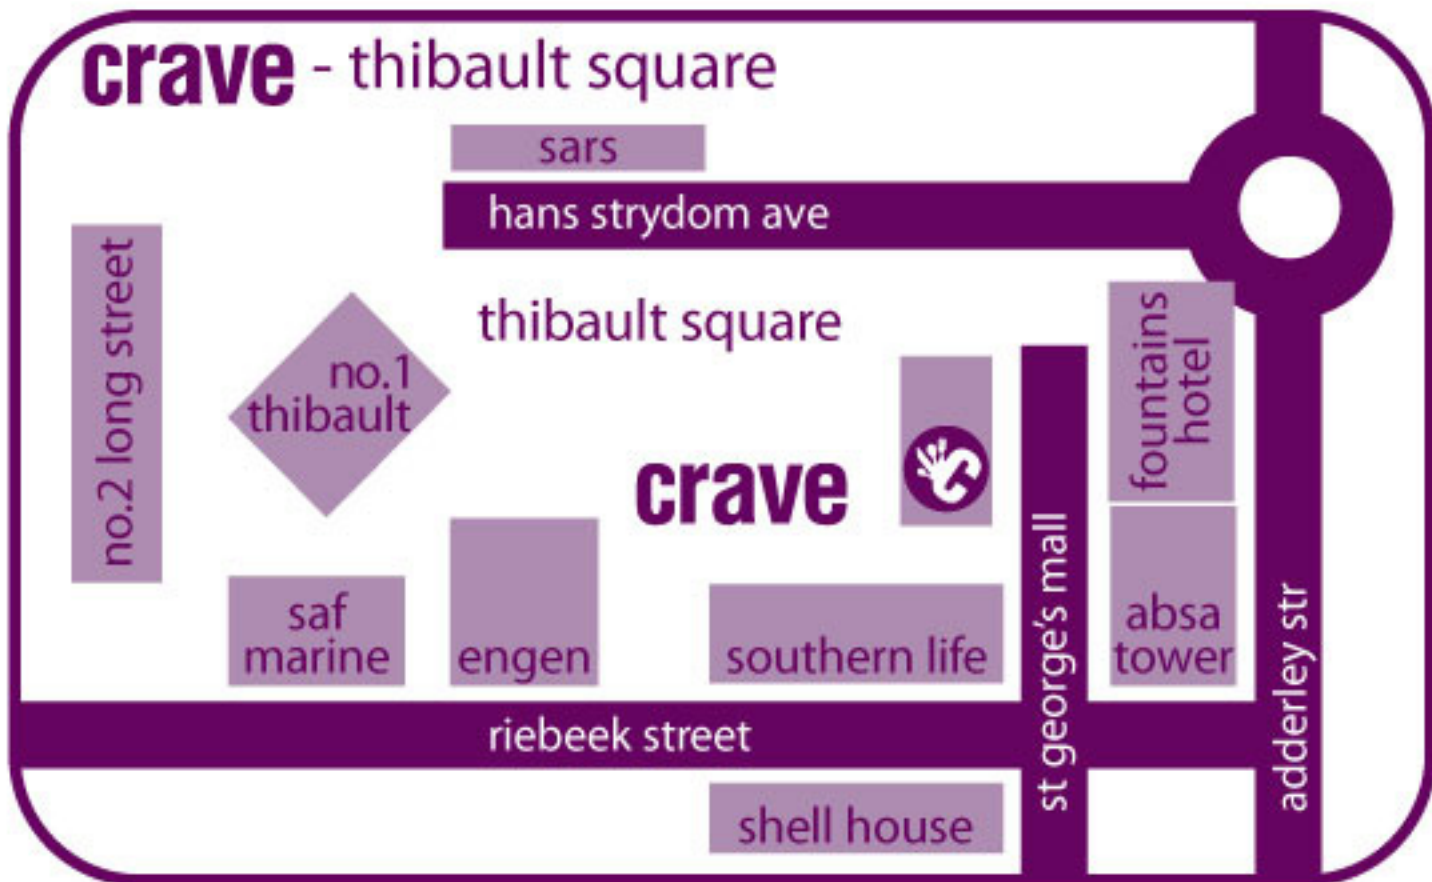 crave - thibault square
sars
hans strydom ave
no.2 long street
thibault square
fountains
hotel
no.1
thibault
crave
st george's mall
absa
tower
adderley str
saf
marine
engen
southern life
riebeek street
shell house